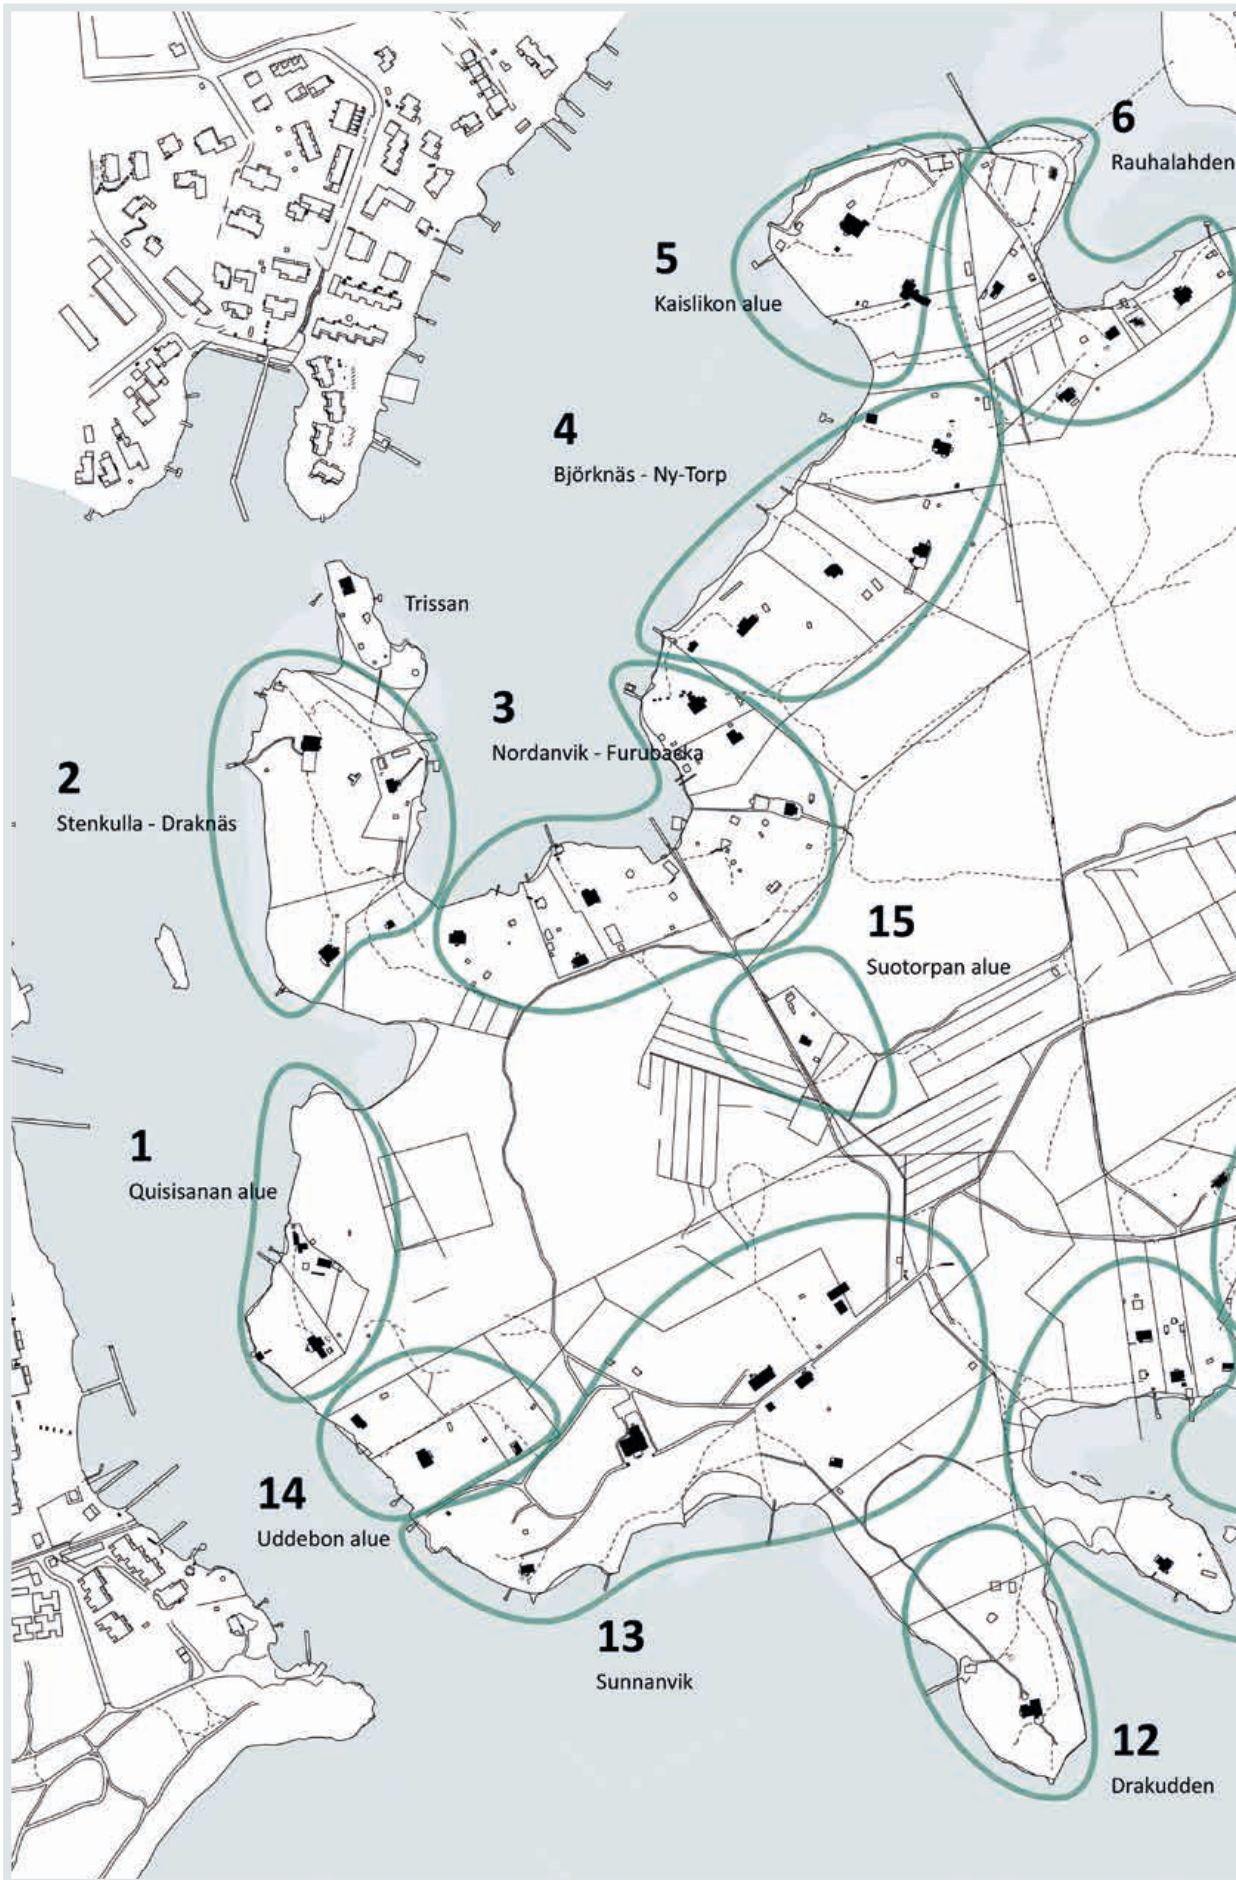 6
Rauhalahden
5
Kaislikon alue
4
Björknäs - Ny-Torp
Trissan
3
Nordanvik - Furubacka
2
Stenkulla - Draknäs
15
Suotorpan alue
1
Quisisanan alue
14
Uddebon alue
13
Sunnanvik
12
Drakudden